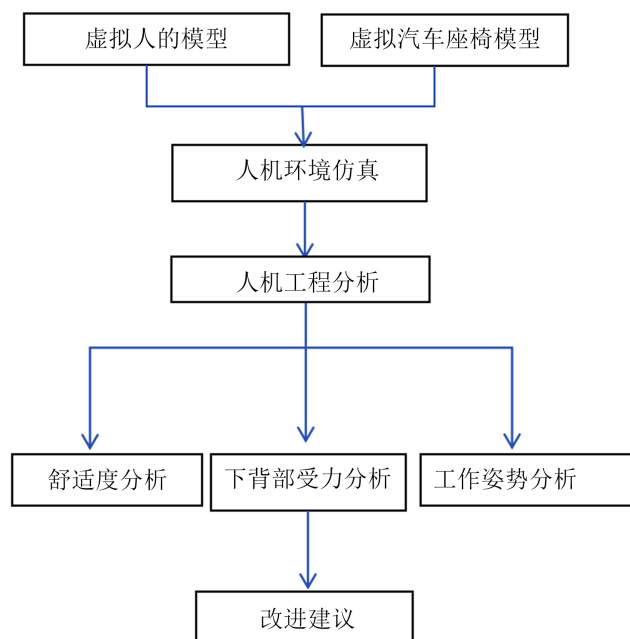 虚拟人的模型
虚拟汽车座椅模型
人机环境仿真
人机工程分析
舒适度分析
下背部受力分析
工作姿势分析
改进建议